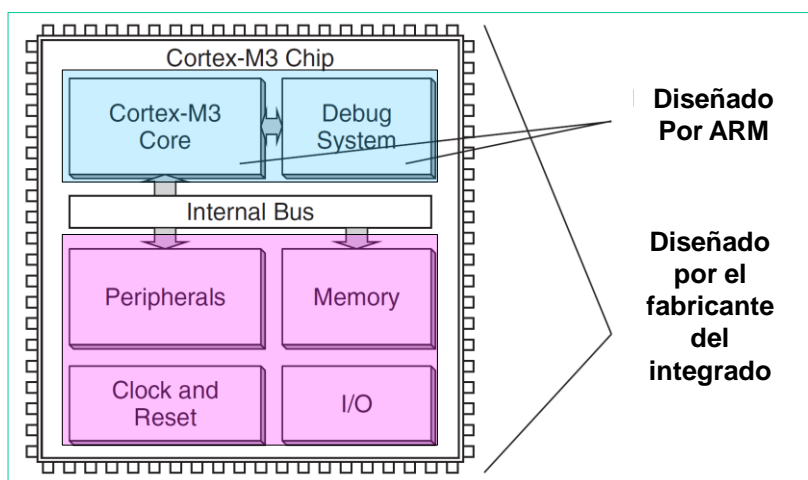 Cortex-M3 Chip
Cortex-M3
Core
Debug
System
Internal Bus
Peripherals
Memory
Clock and
Reset
I/O
Diseñado
Por ARM
Diseñado
por el
fabricante
del
integrado